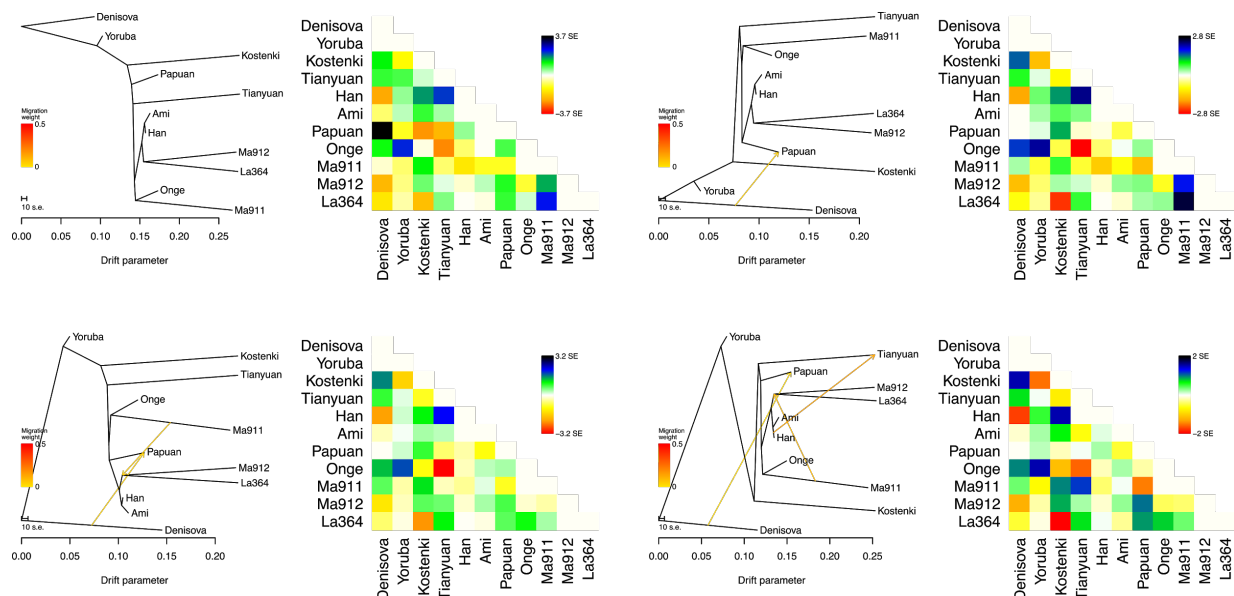 Denisova
Yoruba
Kostenki
Papuan
Tianyuan
Ami
Han
Ma912
La364
Onge
Ma911
Migration
weight
0.5
0
10 s.e.
0.00
0.05
0.10
0.15
0.20
0.25
Drift parameter
Denisova
Yoruba
Kostenki
Tianyuan
Han
Ami
Papuan
Onge
Ma911
Ma912
La364
Denisova
Yoruba
Kostenki
Tianyuan
Han
Ami
Papuan
Onge
Ma911
Ma912
La364
3.7 SE
−3.7 SE
Tianyuan
Ma911
Onge
Ami
Han
La364
Ma912
Papuan
Kostenki
Yoruba
Denisova
Migration
weight
0.5
0
10 s.e.
0.00
0.05
0.10
0.15
0.20
Drift parameter
Denisova
Yoruba
Kostenki
Tianyuan
Han
Ami
Papuan
Onge
Ma911
Ma912
La364
Denisova
Yoruba
Kostenki
Tianyuan
Han
Ami
Papuan
Onge
Ma911
Ma912
La364
2.8 SE
−2.8 SE
Yoruba
Kostenki
Tianyuan
Onge
Ma911
Papuan
Ma912
La364
Han
Ami
Denisova
Migration
weight
0.5
0
10 s.e.
0.00
0.05
0.10
0.15
0.20
Drift parameter
Denisova
Yoruba
Kostenki
Tianyuan
Han
Ami
Papuan
Onge
Ma911
Ma912
La364
Denisova
Yoruba
Kostenki
Tianyuan
Han
Ami
Papuan
Onge
Ma911
Ma912
La364
3.2 SE
−3.2 SE
Yoruba
Tianyuan
Papuan
Ma912
La364
Ami
Han
Onge
Ma911
Kostenki
Denisova
Migration
weight
0.5
0
10 s.e.
0.00
0.05
0.10
0.15
0.20
0.25
Drift parameter
Denisova
Yoruba
Kostenki
Tianyuan
Han
Ami
Papuan
Onge
Ma911
Ma912
La364
Denisova
Yoruba
Kostenki
Tianyuan
Han
Ami
Papuan
Onge
Ma911
Ma912
La364
2 SE
−2 SE